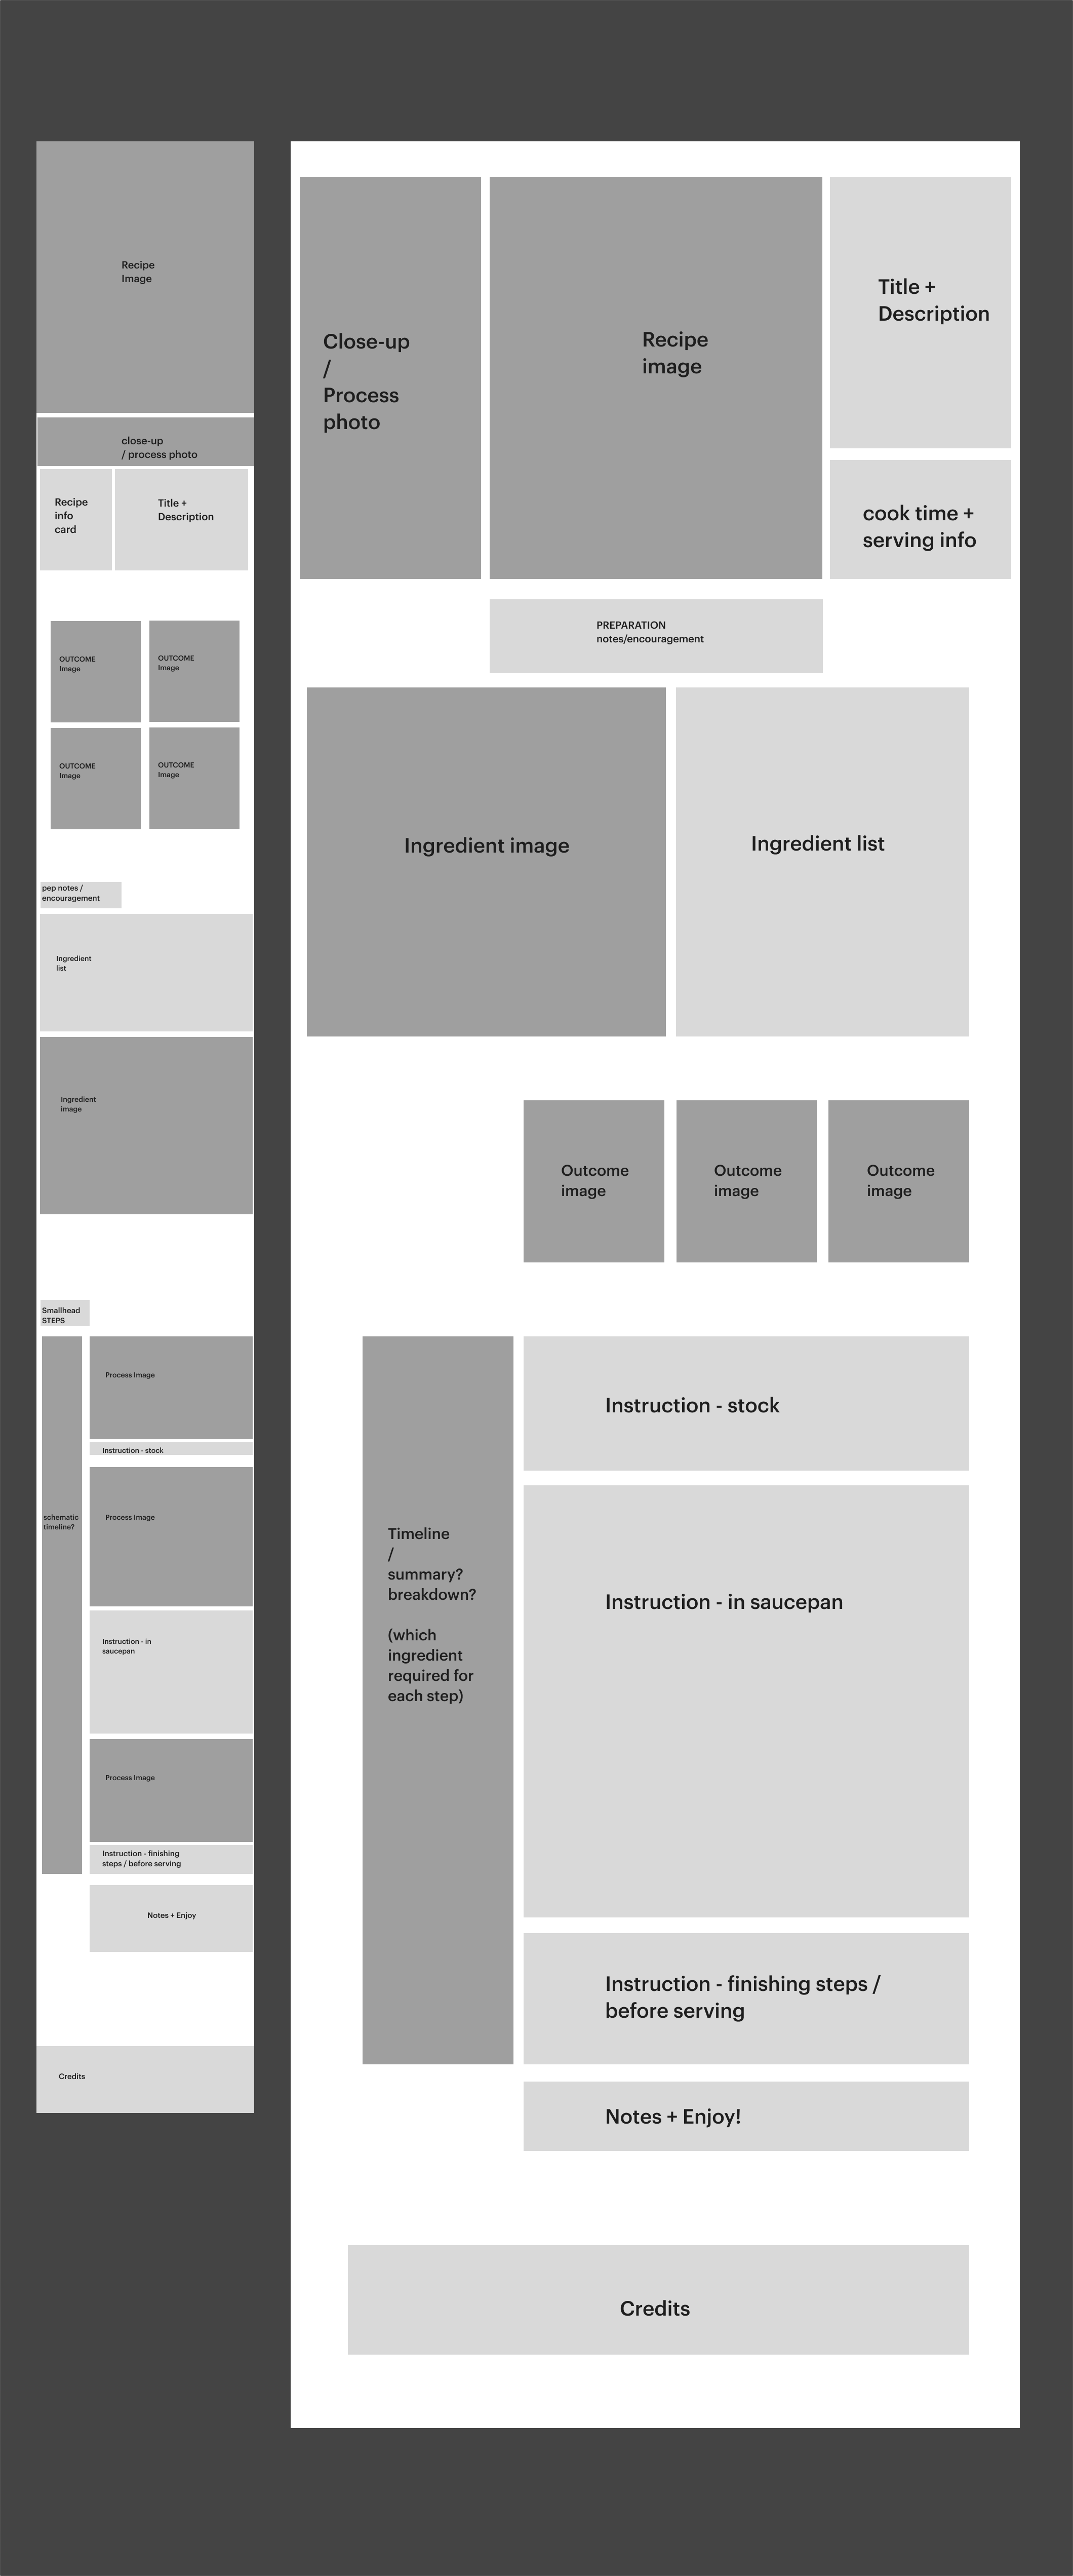 Recipe
Image
close-up
/ process photo
Recipe
info
card
Title +
Description
OUTCOME
Image
OUTCOME
Image
OUTCOME
Image
OUTCOME
Image
pep notes /
encouragement
Ingredient
list
Ingredient
image
Smallhead
STEPS
Process Image
Instruction - stock
schematic
timeline?
Process Image
Instruction - in
saucepan
Process Image
Instruction - finishing
steps / before serving
Notes + Enjoy
Credits
Close-up
/
Process
photo
Recipe
image
Title +
Description
cook time +
serving info
PREPARATION
notes/encouragement
Ingredient image
Ingredient list
Outcome
image
Outcome
image
Outcome
image
Timeline
/
summary?
breakdown?
(which
ingredient
required for
each step)
Instruction - stock
Instruction - in saucepan
Instruction - finishing steps /
before serving
Notes + Enjoy!
Credits